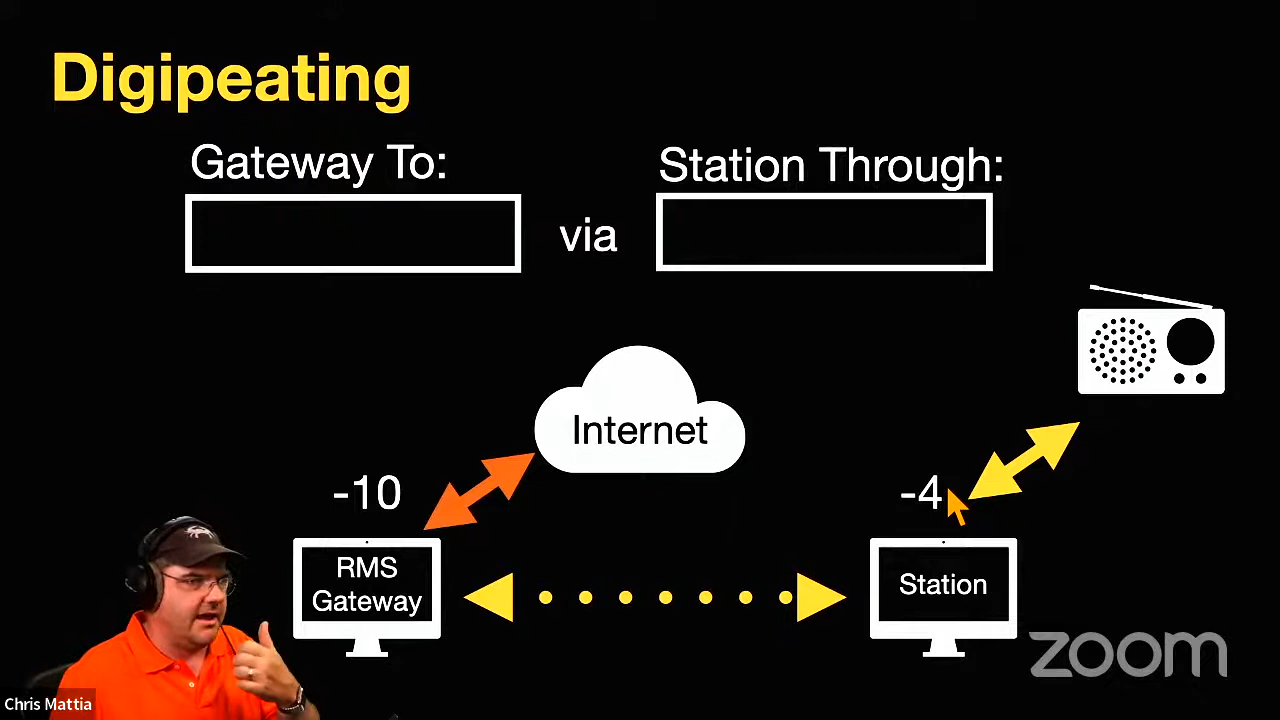 Digipeating
Gateway To:
Station Through:
via
Internet
-10
-4
RMS
Gateway
Station
zoom
Chris Mattia